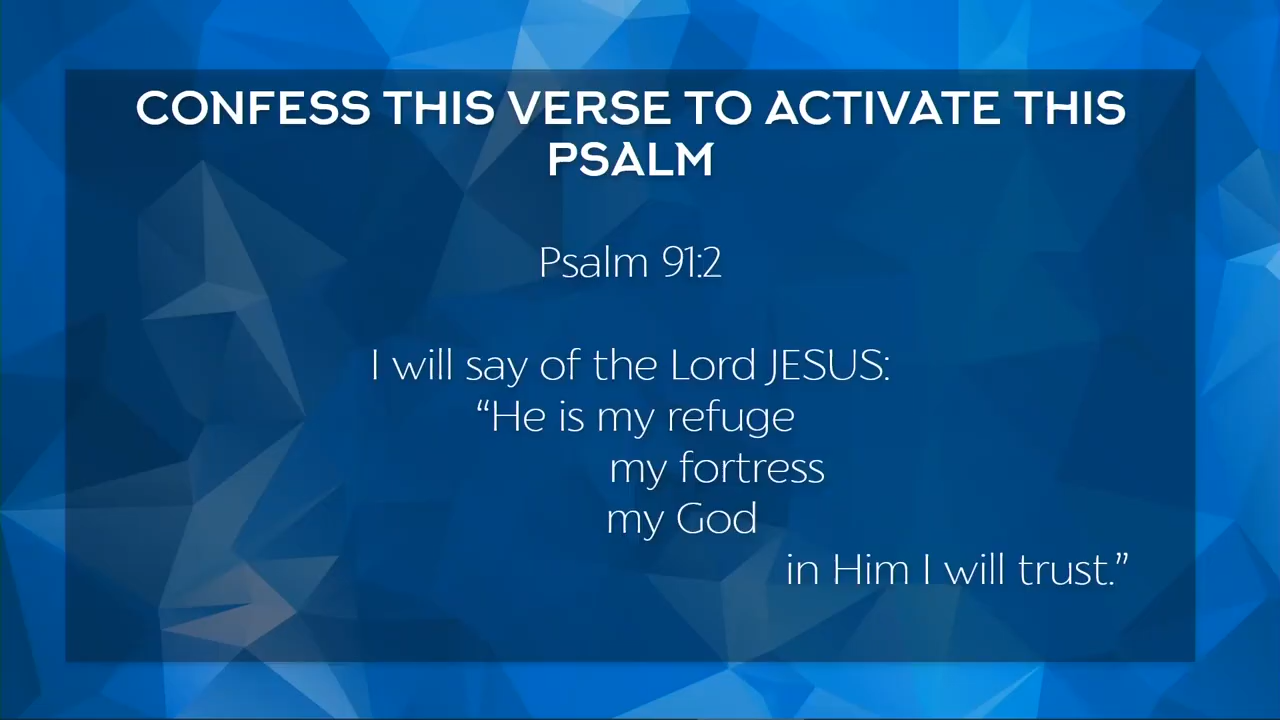 CONFESS THIS VERSE TO ACTIVATE THIS
PSALM
Psalm 91:2
I will say of the Lord JESUS:
“He is my refuge
my fortress
my God
in Him I will trust.”